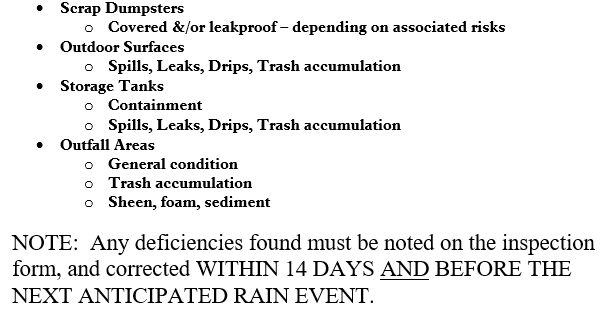 • Scrap Dumpsters
o Covered &/or leakproof – depending on associated risks
• Outdoor Surfaces
o Spills, Leaks, Drips, Trash accumulation
• Storage Tanks
o Containment
o Spills, Leaks, Drips, Trash accumulation
• Outfall Areas
o General condition
o Trash accumulation
o Sheen, foam, sediment
NOTE:  Any deficiencies found must be noted on the inspection
form, and corrected WITHIN 14 DAYS AND BEFORE THE
NEXT ANTICIPATED RAIN EVENT.